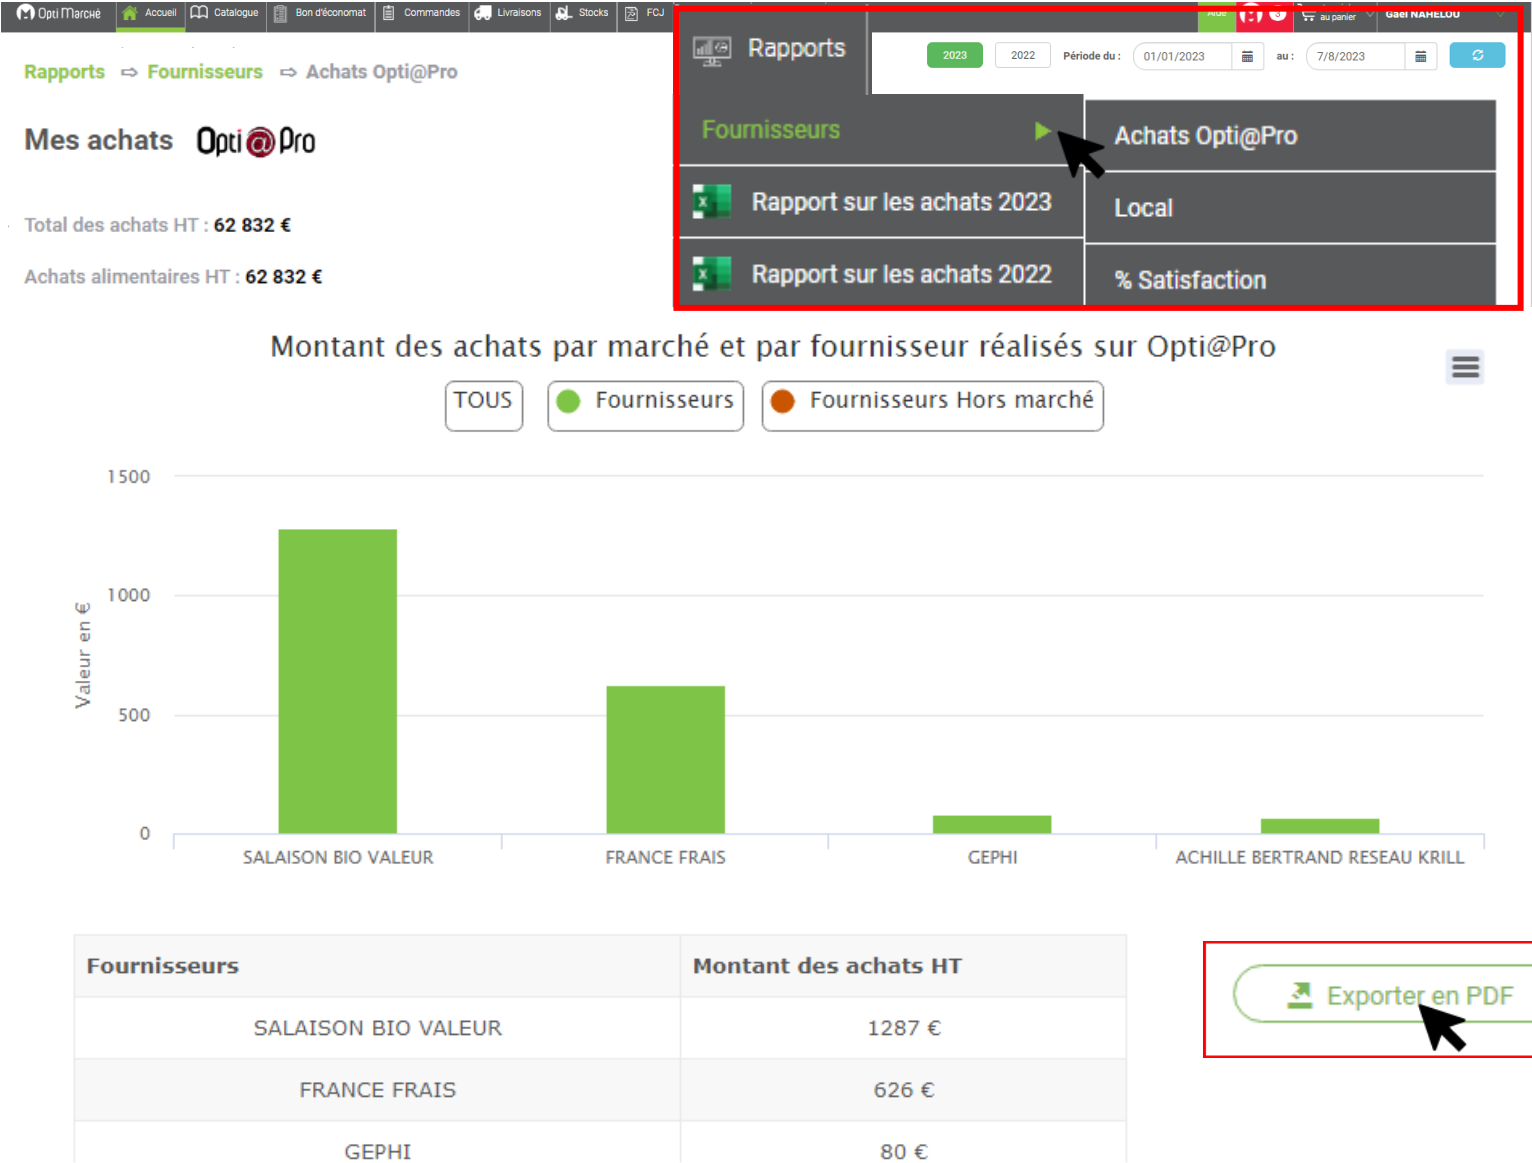 Opti Marché Accueil Catalogue Bon d'économat Commandes Livraisons Stocks FCJ
au panier Gaël NAHELOU
Rapports
2023 2022 Période du : 01/01/2023 au : 7/8/2023
Rapports ⇨ Fournisseurs ⇨ Achats Opti@Pro
Fournisseurs
Achats Opti@Pro
Mes achats Opti@Pro
Rapport sur les achats 2023
Local
Total des achats HT : 62 832 €
Rapport sur les achats 2022
% Satisfaction
Achats alimentaires HT : 62 832 €
Montant des achats par marché et par fournisseur réalisés sur Opti@Pro
TOUS Fournisseurs Fournisseurs Hors marché
Valeur en €
1500
1000
500
0
SALAISON BIO VALEUR FRANCE FRAIS GEPHI ACHILLE BERTRAND RESEAU KRILL
Fournisseurs Montant des achats HT
Exporter en PDF
SALAISON BIO VALEUR 1287 €
FRANCE FRAIS 626 €
GEPHI 80 €